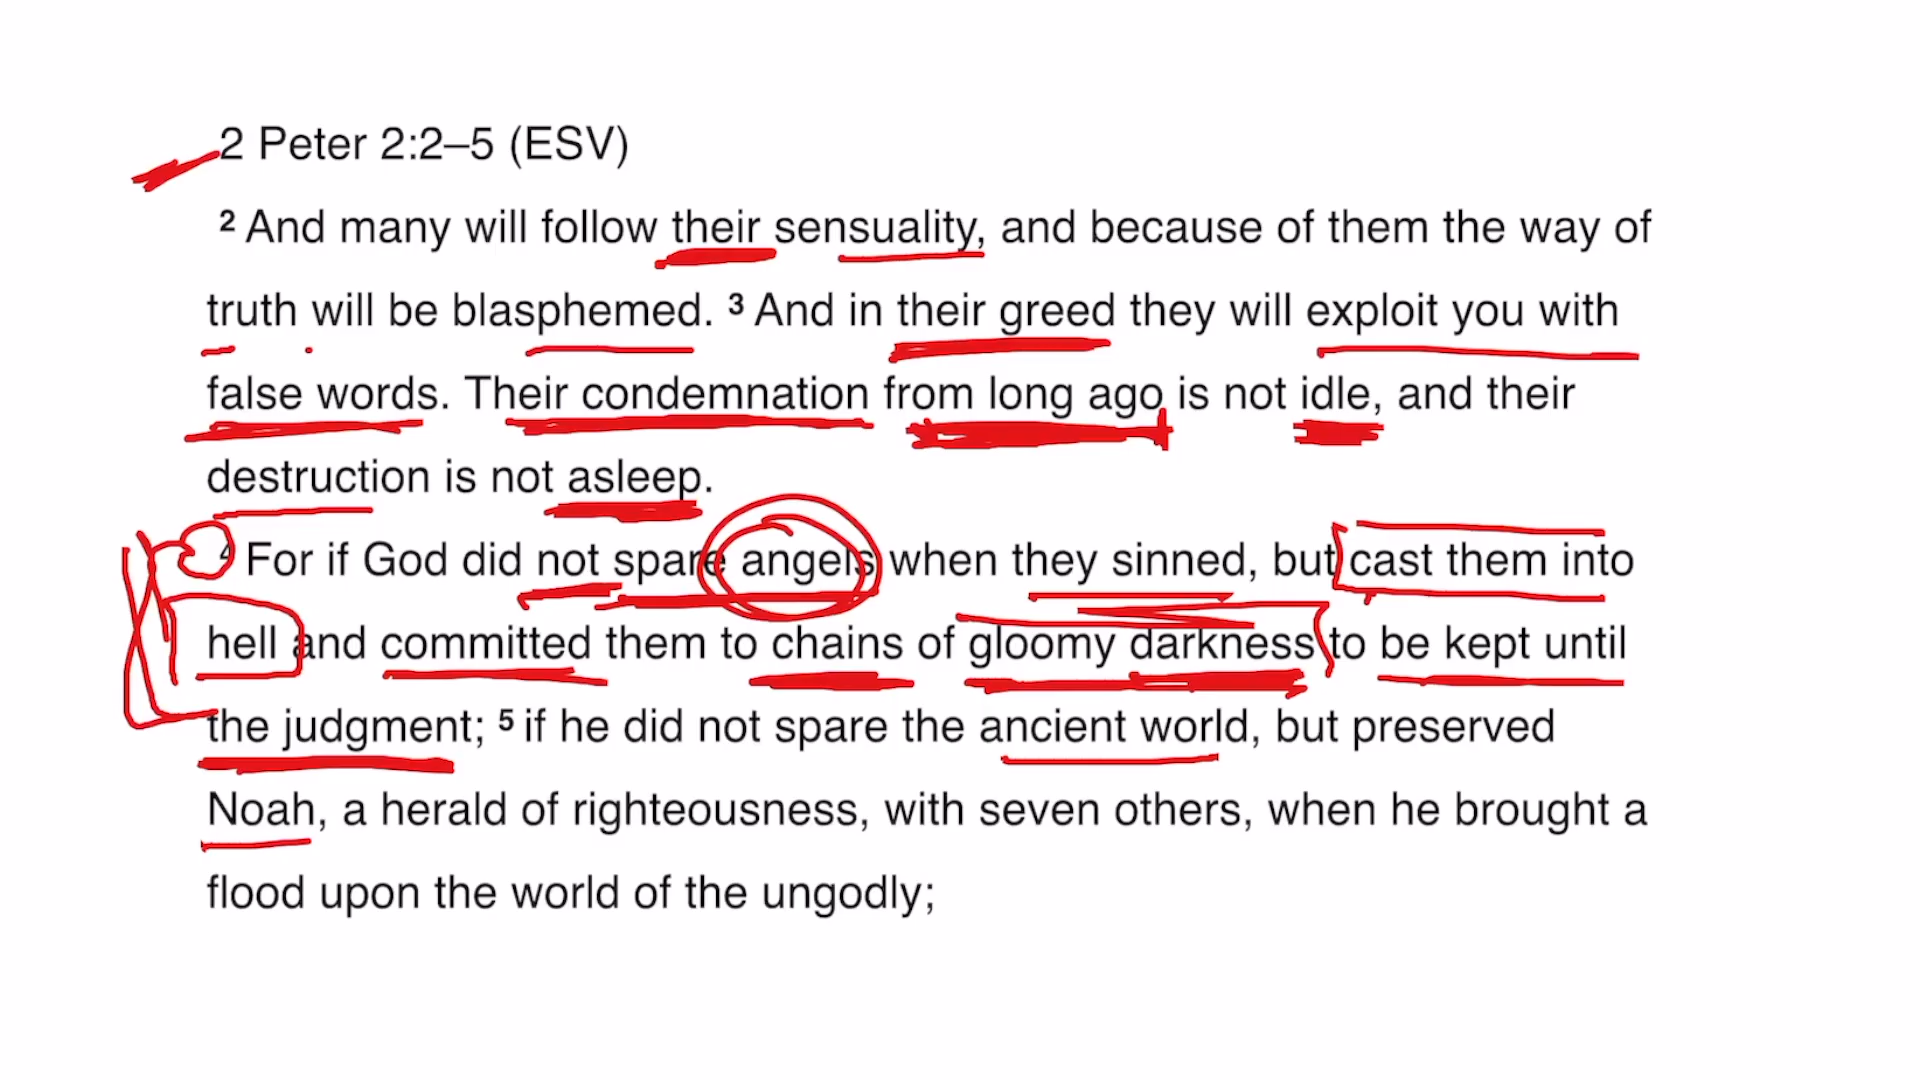 2 Peter 2:2–5 (ESV)
2 And many will follow their sensuality, and because of them the way of
truth will be blasphemed. 3 And in their greed they will exploit you with
false words. Their condemnation from long ago is not idle, and their
destruction is not asleep.
4 For if God did not spare angels when they sinned, but cast them into
hell and committed them to chains of gloomy darkness to be kept until
the judgment; 5 if he did not spare the ancient world, but preserved
Noah, a herald of righteousness, with seven others, when he brought a
flood upon the world of the ungodly;